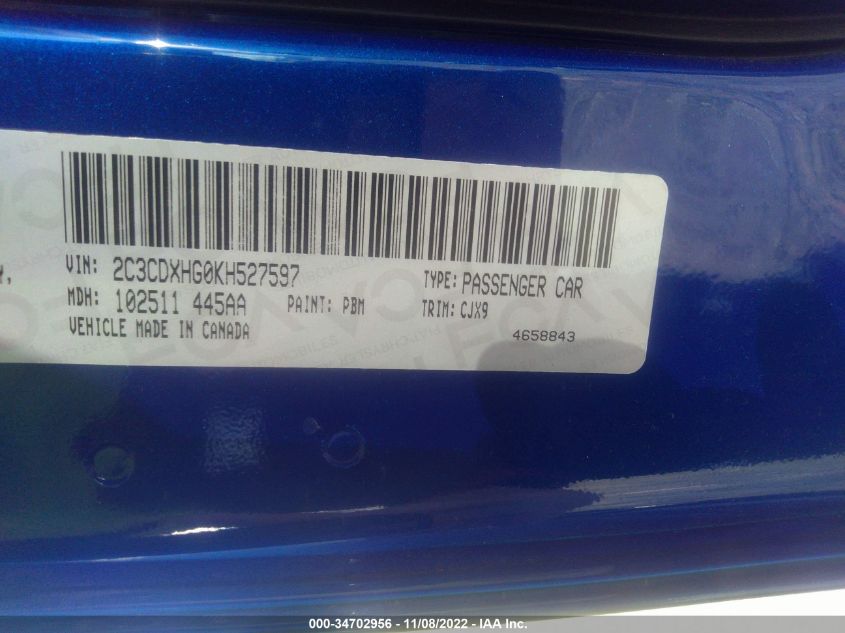 VIN: 2C3CDXHG0KH527597 TYPE: PASSENGER CAR
MDH: 102511 445AA PAINT: PBM TRIM: CJX9
VEHICLE MADE IN CANADA 4658843
000-34702956 - 11/08/2022 - IAA Inc.